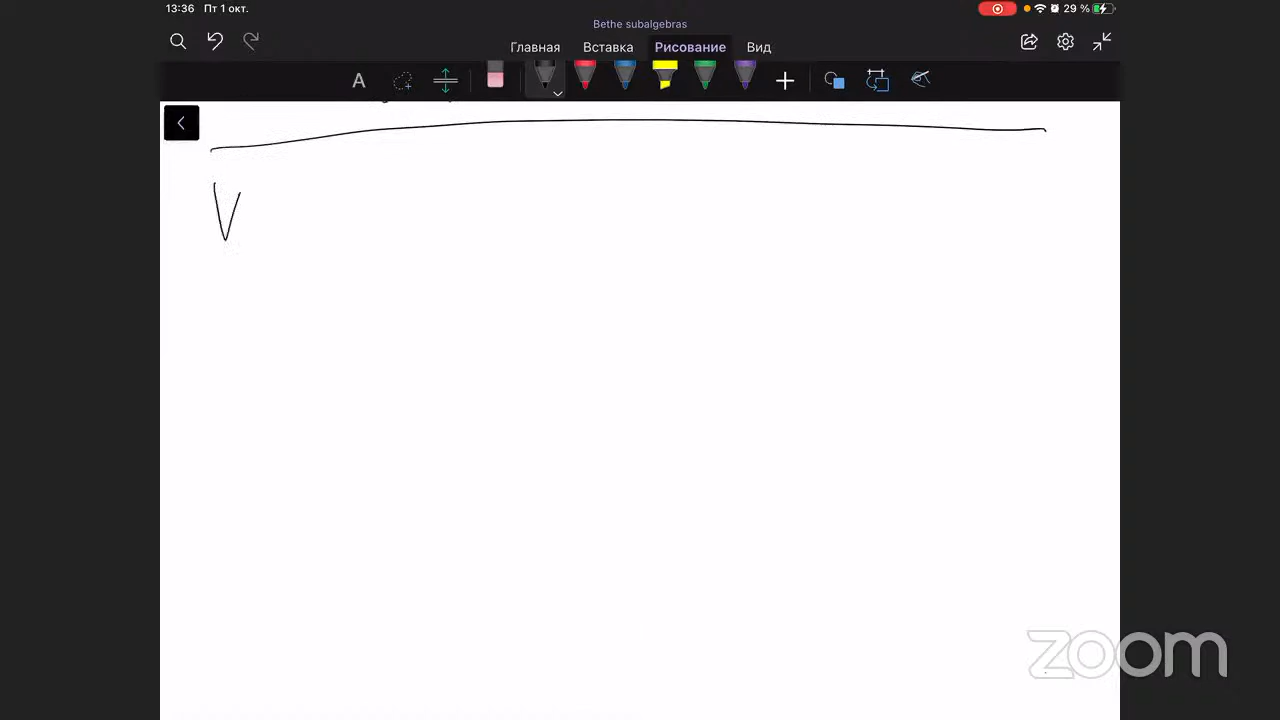 13:36 Пт 1 окт.
29 %
Bethe subalgebras
Главная Вставка Рисование Вид
A
V
zoom